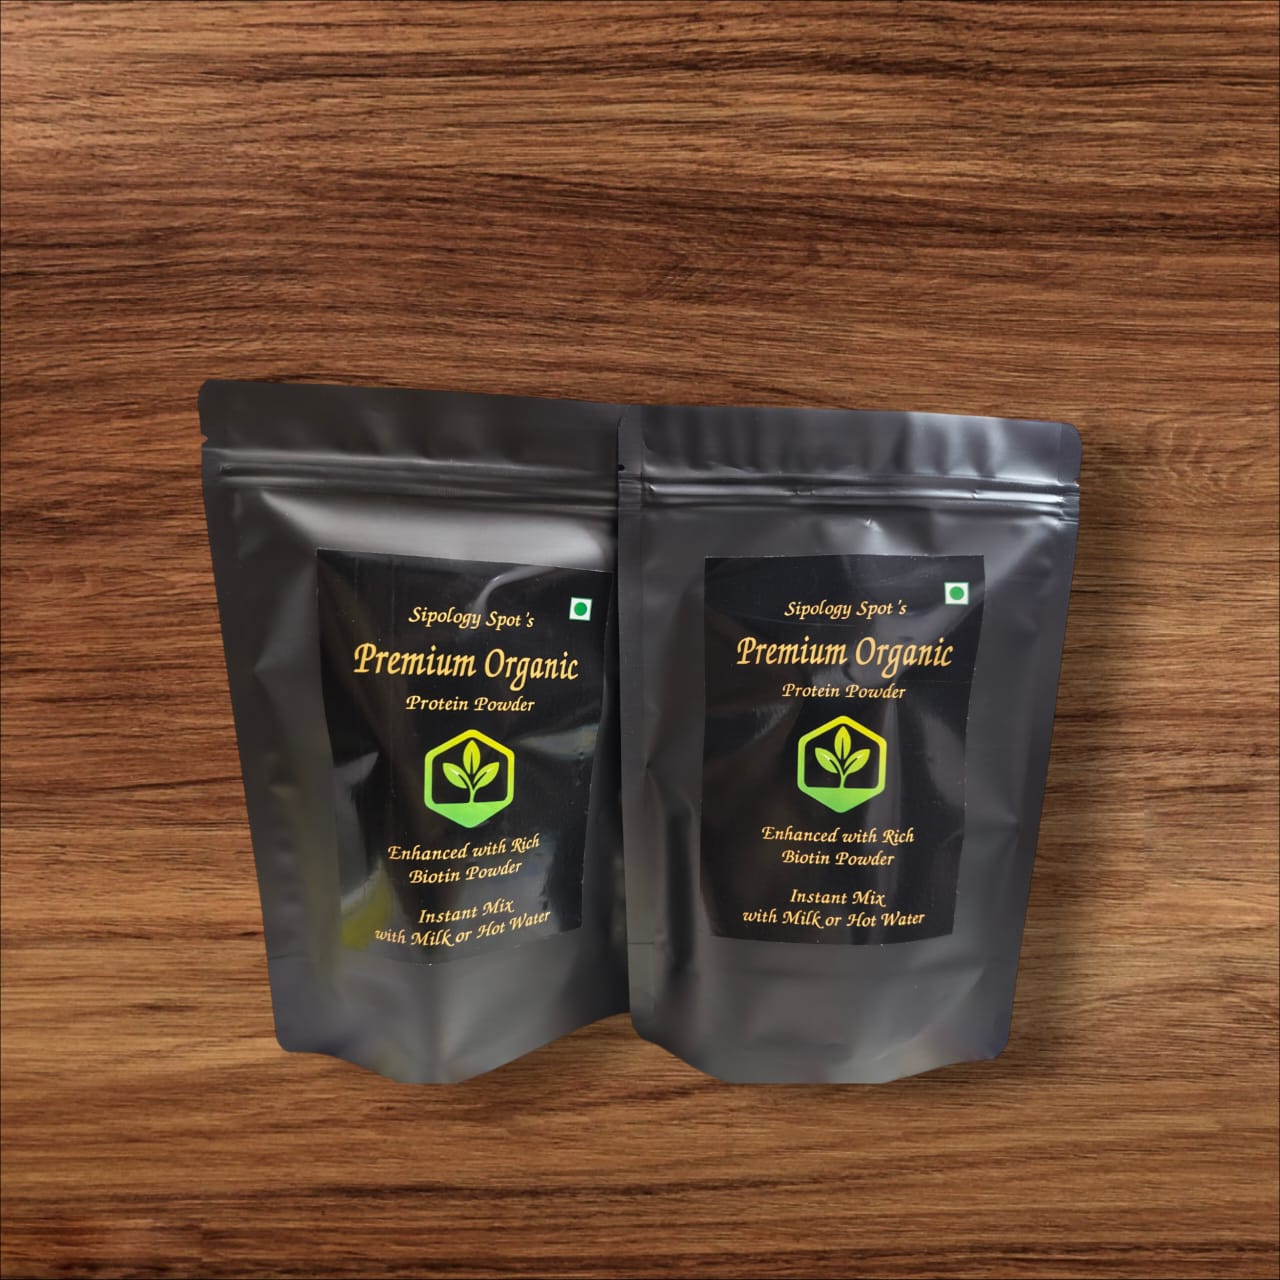 Sipology Spot's
Premium Organic
Protein Powder
Enhanced with Rich
Biotin Powder
Instant Mix
with Milk or Hot Water
Sipology Spot's
Premium Organic
Protein Powder
Enhanced with Rich
Biotin Powder
Instant Mix
with Milk or Hot Water